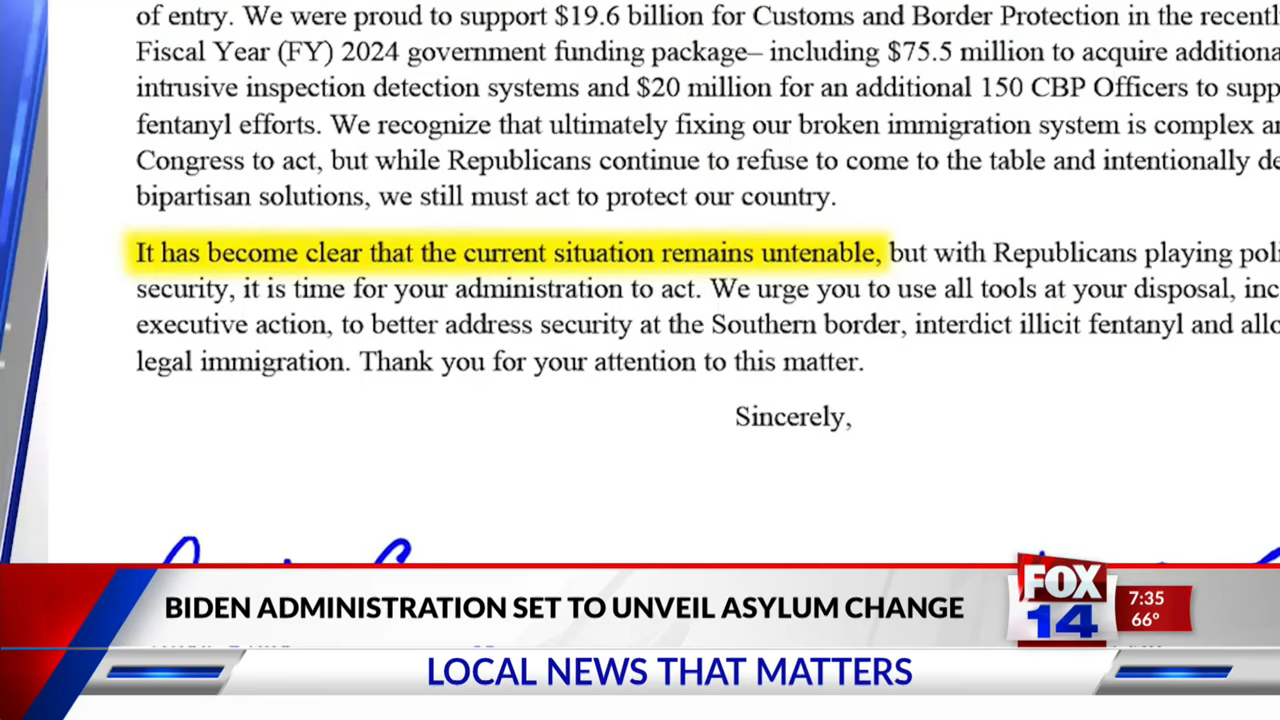 of entry. We were proud to support $19.6 billion for Customs and Border Protection in the recentl
Fiscal Year (FY) 2024 government funding package– including $75.5 million to acquire additiona
intrusive inspection detection systems and $20 million for an additional 150 CBP Officers to supp
fentanyl efforts. We recognize that ultimately fixing our broken immigration system is complex an
Congress to act, but while Republicans continue to refuse to come to the table and intentionally de
bipartisan solutions, we still must act to protect our country.
It has become clear that the current situation remains untenable, but with Republicans playing poli
security, it is time for your administration to act. We urge you to use all tools at your disposal, inc
executive action, to better address security at the Southern border, interdict illicit fentanyl and allo
legal immigration. Thank you for your attention to this matter.
Sincerely,
BIDEN ADMINISTRATION SET TO UNVEIL ASYLUM CHANGE
FOX
14
7:35
66°
LOCAL NEWS THAT MATTERS